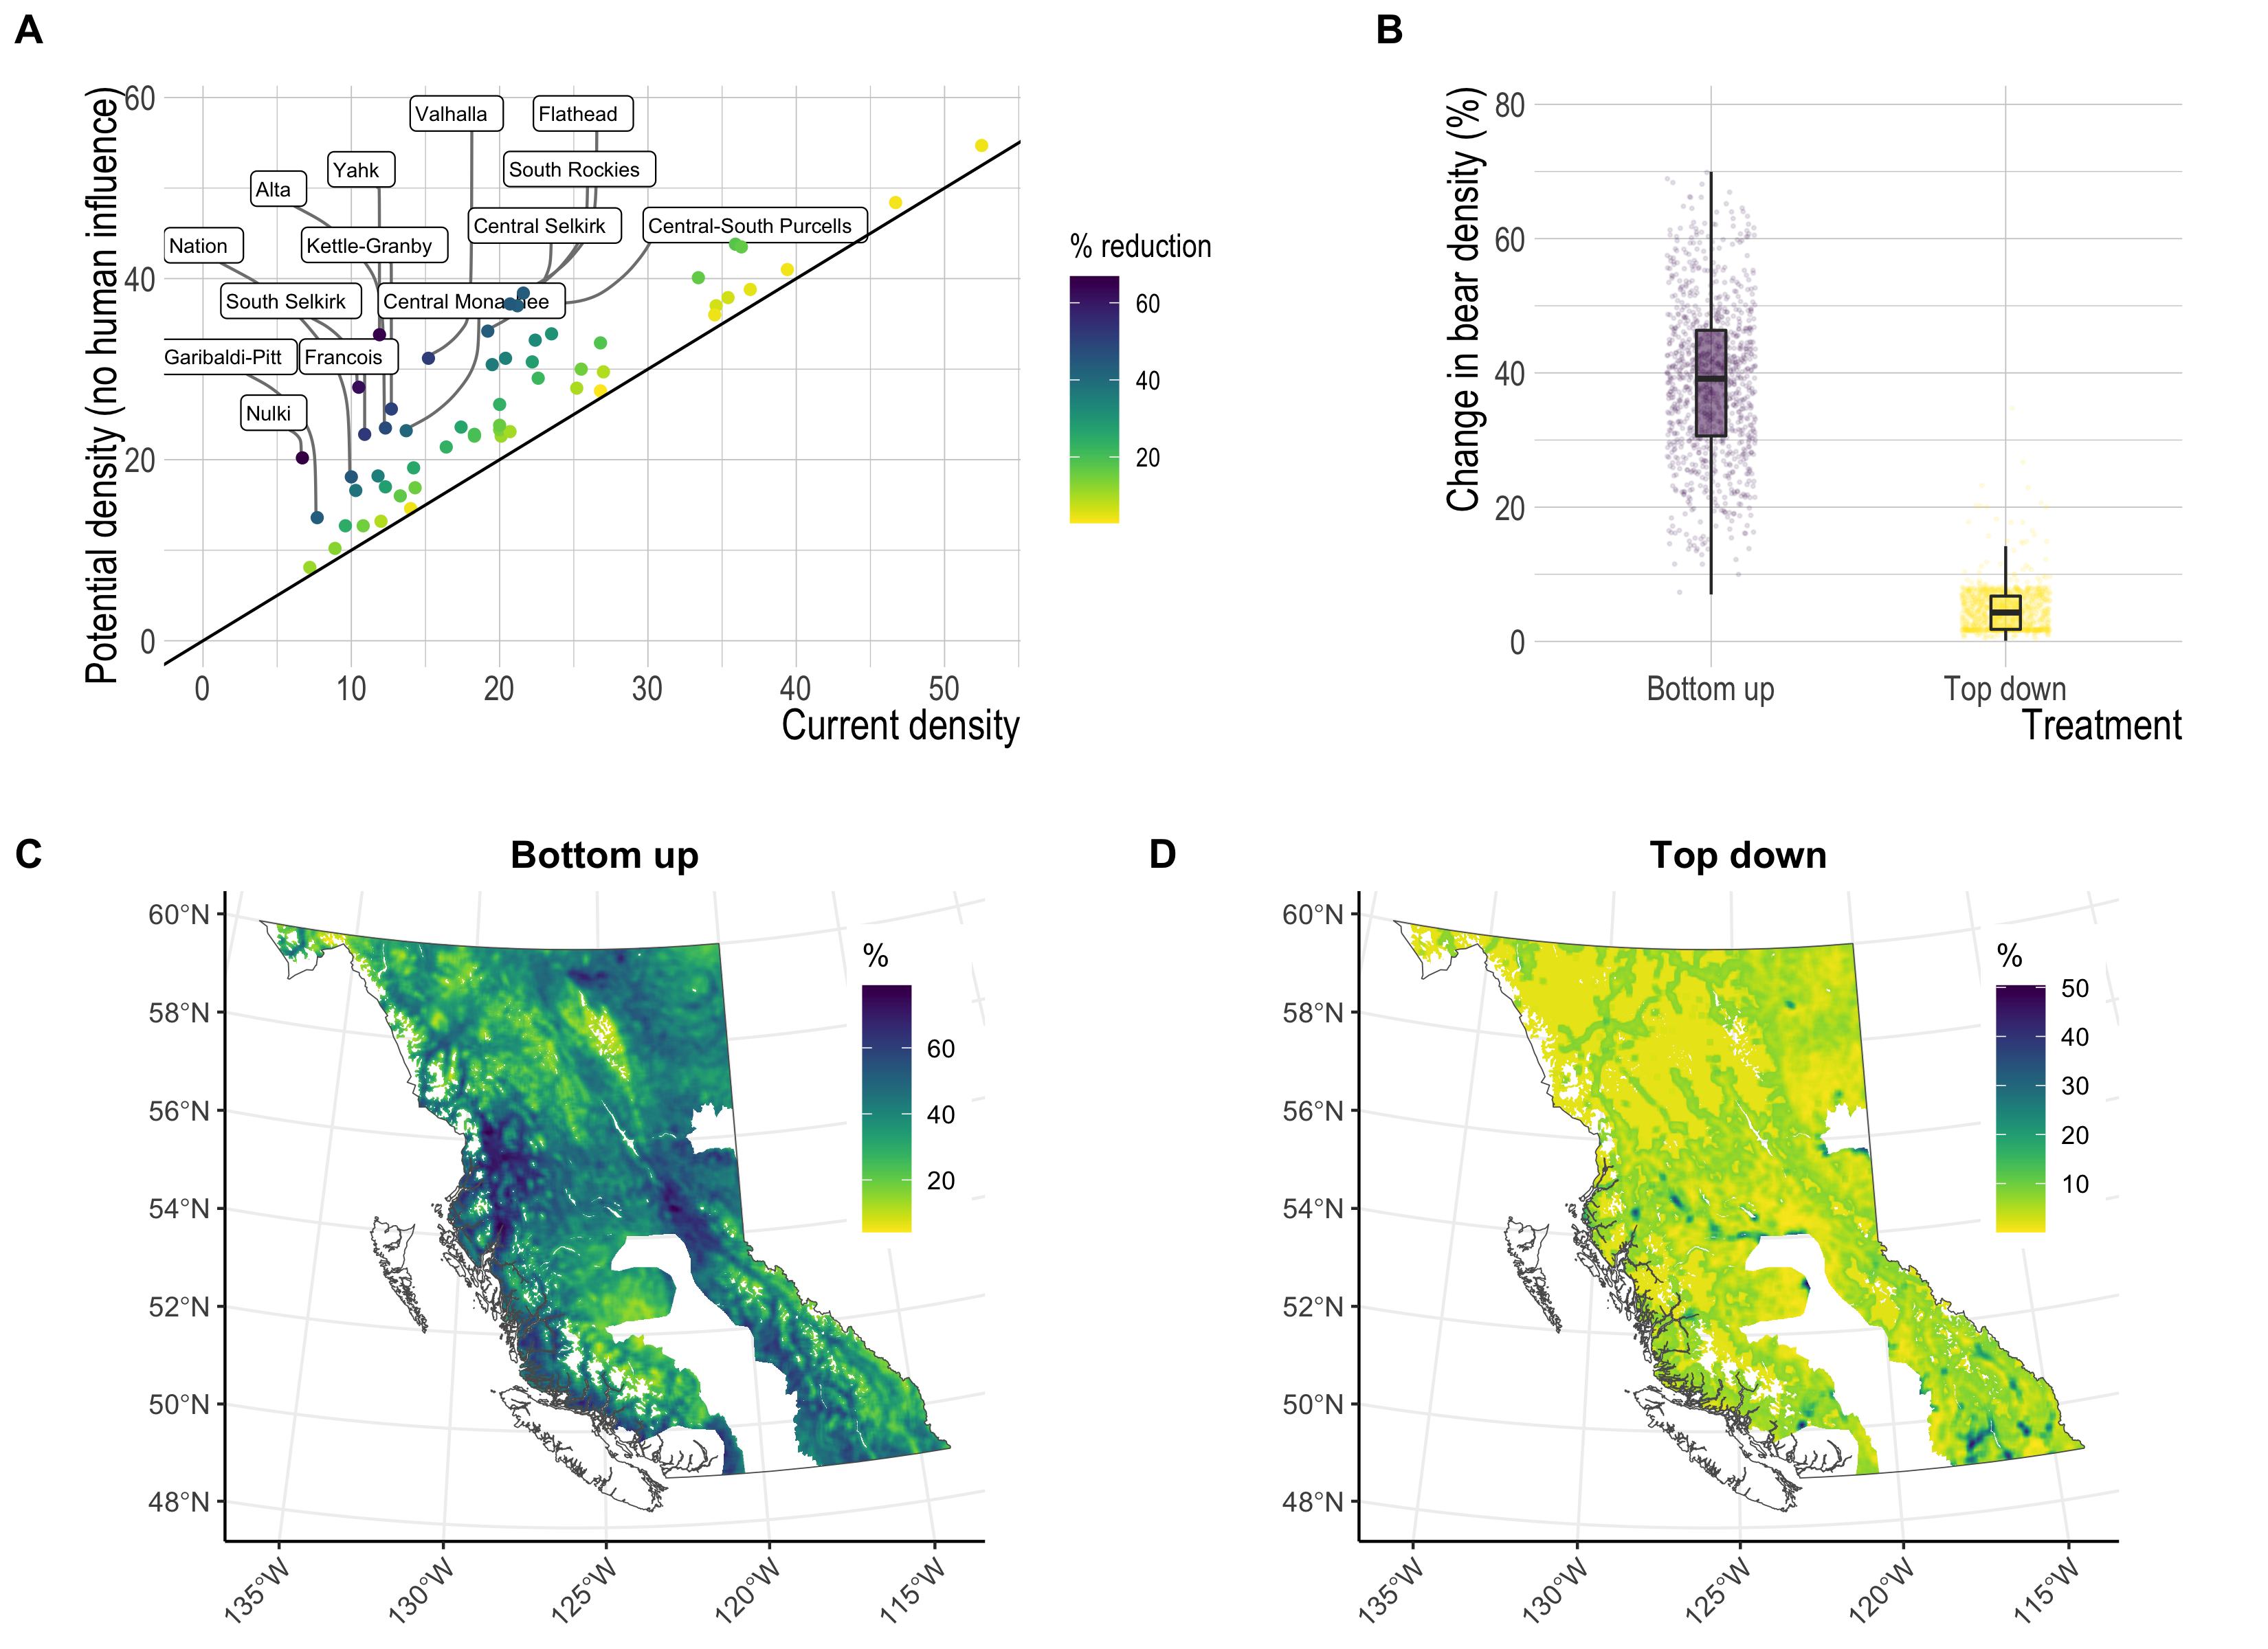 A
B
Potential density (no human influence)
60
40
20
0
Valhalla
Flathead
Yahk
South Rockies
Alta
Central Selkirk
Central-South Purcells
Nation
Kettle-Granby
South Selkirk
Garibaldi-Pitt
Francois
Nulki
0
10
20
30
40
50
Current density
% reduction
60
40
20
Change in bear density (%)
80
60
40
20
0
Bottom up
Top down
Treatment
C
Bottom up
60°N
58°N
56°N
54°N
52°N
50°N
48°N
135°W
130°W
125°W
120°W
115°W
%
60
40
20
D
Top down
60°N
58°N
56°N
54°N
52°N
50°N
48°N
135°W
130°W
125°W
120°W
115°W
%
50
40
30
20
10